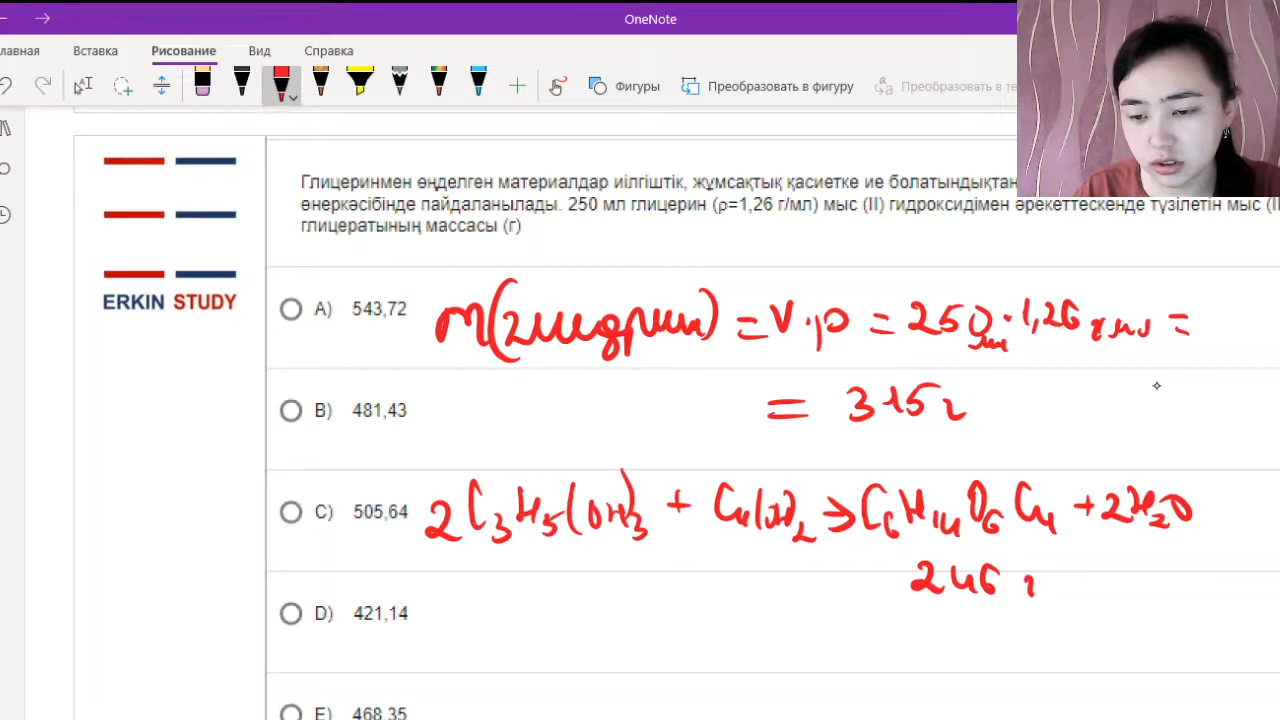 OneNote
лавная Вставка Рисование Вид Справка
Фигуры Преобразовать в фигуру Преобразовать в те
Глицеринмен өңделген материалдар иілгіштік, жұмсақтық қасиетке ие болатындықтан
өнеркәсібінде пайдаланылады. 250 мл глицерин (ρ=1,26 г/мл) мыс (II) гидроксидімен әрекеттескенде түзілетін мыс (II
глицератының массасы (г)
ERKIN STUDY
A) 543,72
m(глицерин) = V·ρ = 250мл·1,26 г/мл =
= 315г
B) 481,43
C) 505,64
2C3H5(OH)3 + Cu(OH)2 → C6H14O6Cu + 2H2O
246 г
D) 421,14
E) 468,35